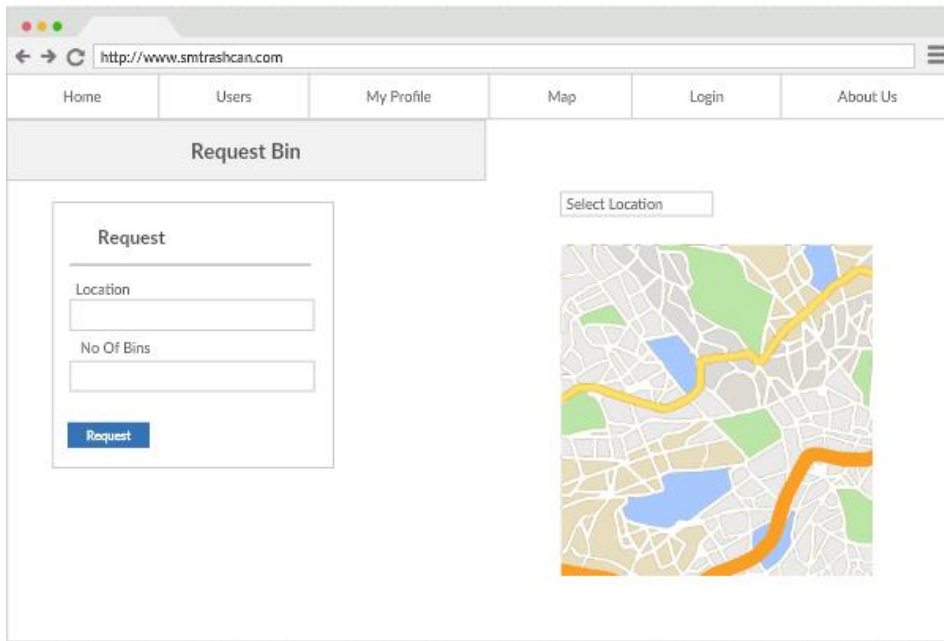 http://www.smtrashcan.com
Home Users My Profile Map Login About Us
Request Bin
Select Location
Request
Location
No Of Bins
Request